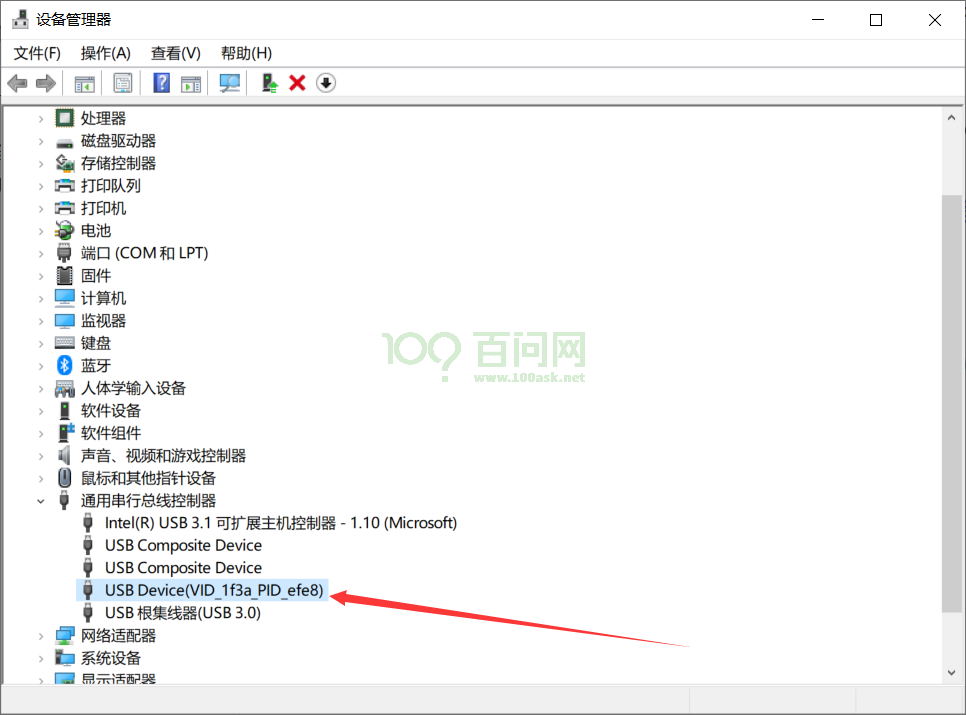 设备管理器
文件(F) 操作(A) 查看(V) 帮助(H)
处理器
磁盘驱动器
存储控制器
打印队列
打印机
电池
端口 (COM 和 LPT)
固件
计算机
监视器
键盘
蓝牙
人体学输入设备
软件设备
软件组件
声音、视频和游戏控制器
鼠标和其他指针设备
通用串行总线控制器
Intel(R) USB 3.1 可扩展主机控制器 - 1.10 (Microsoft)
USB Composite Device
USB Composite Device
USB Device(VID_1f3a_PID_efe8)
USB 根集线器(USB 3.0)
网络适配器
系统设备
显示适配器
100? 百问网
www.100ask.net